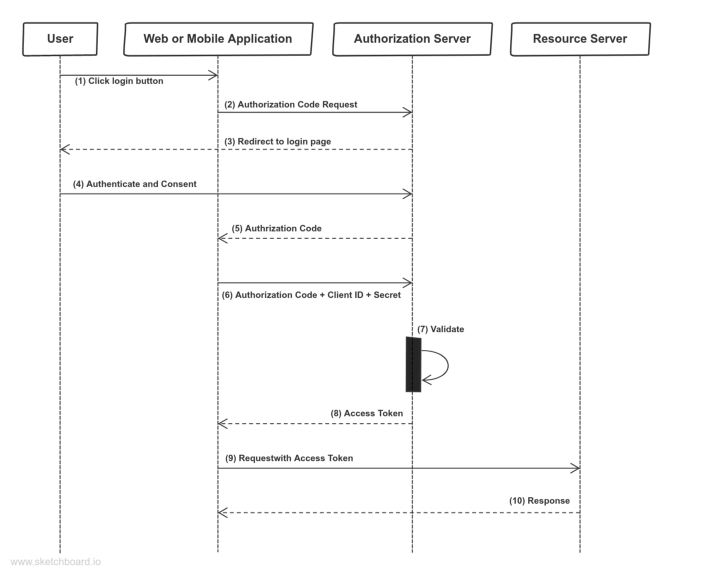 User
Web or Mobile Application
Authorization Server
Resource Server
(1) Click login button
(2) Authorization Code Request
(3) Redirect to login page
(4) Authenticate and Consent
(5) Authrization Code
(6) Authorization Code + Client ID + Secret
(7) Validate
(8) Access Token
(9) Requestwith Access Token
(10) Response
www.sketchboard.io